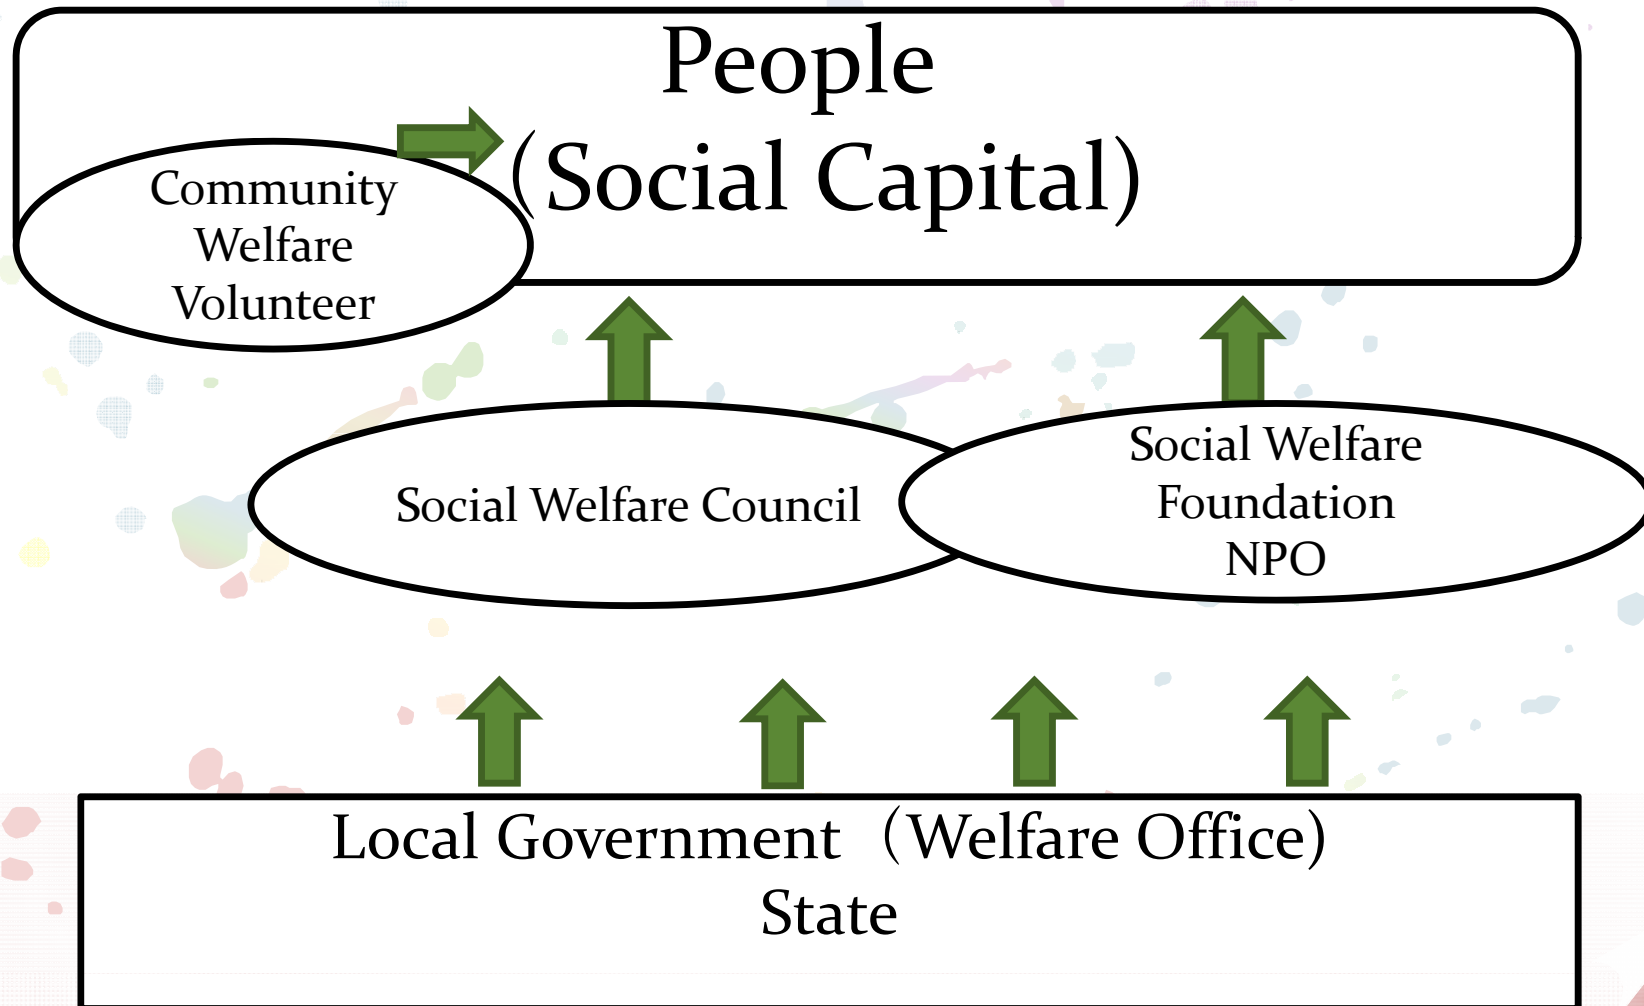 People
（Social Capital)
Community
Welfare
Volunteer
Social Welfare Council
Social Welfare
Foundation
NPO
Local Government（Welfare Office)
State